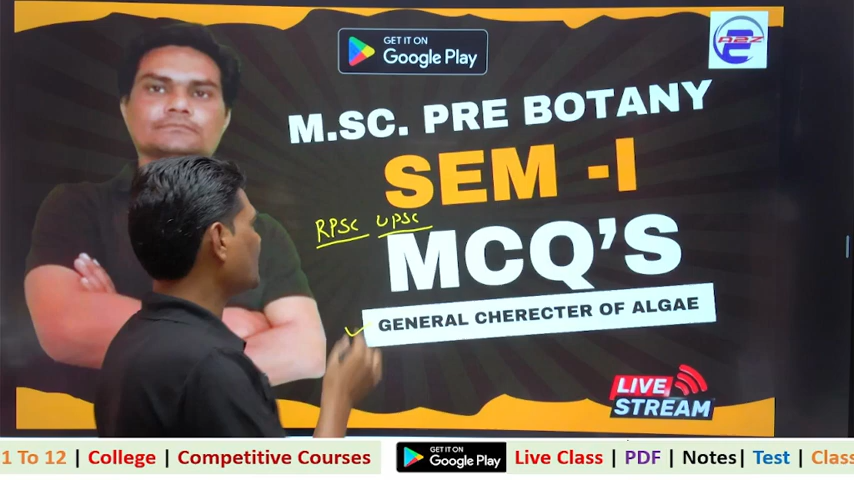 GET IT ON
Google Play
ABZ
M.SC. PRE BOTANY
SEM -I
RPSC UPSC
MCQ'S
GENERAL CHERECTER OF ALGAE
LIVE
STREAM
1 To 12 | College | Competitive Courses GET IT ON Google Play Live Class | PDF | Notes| Test | Class